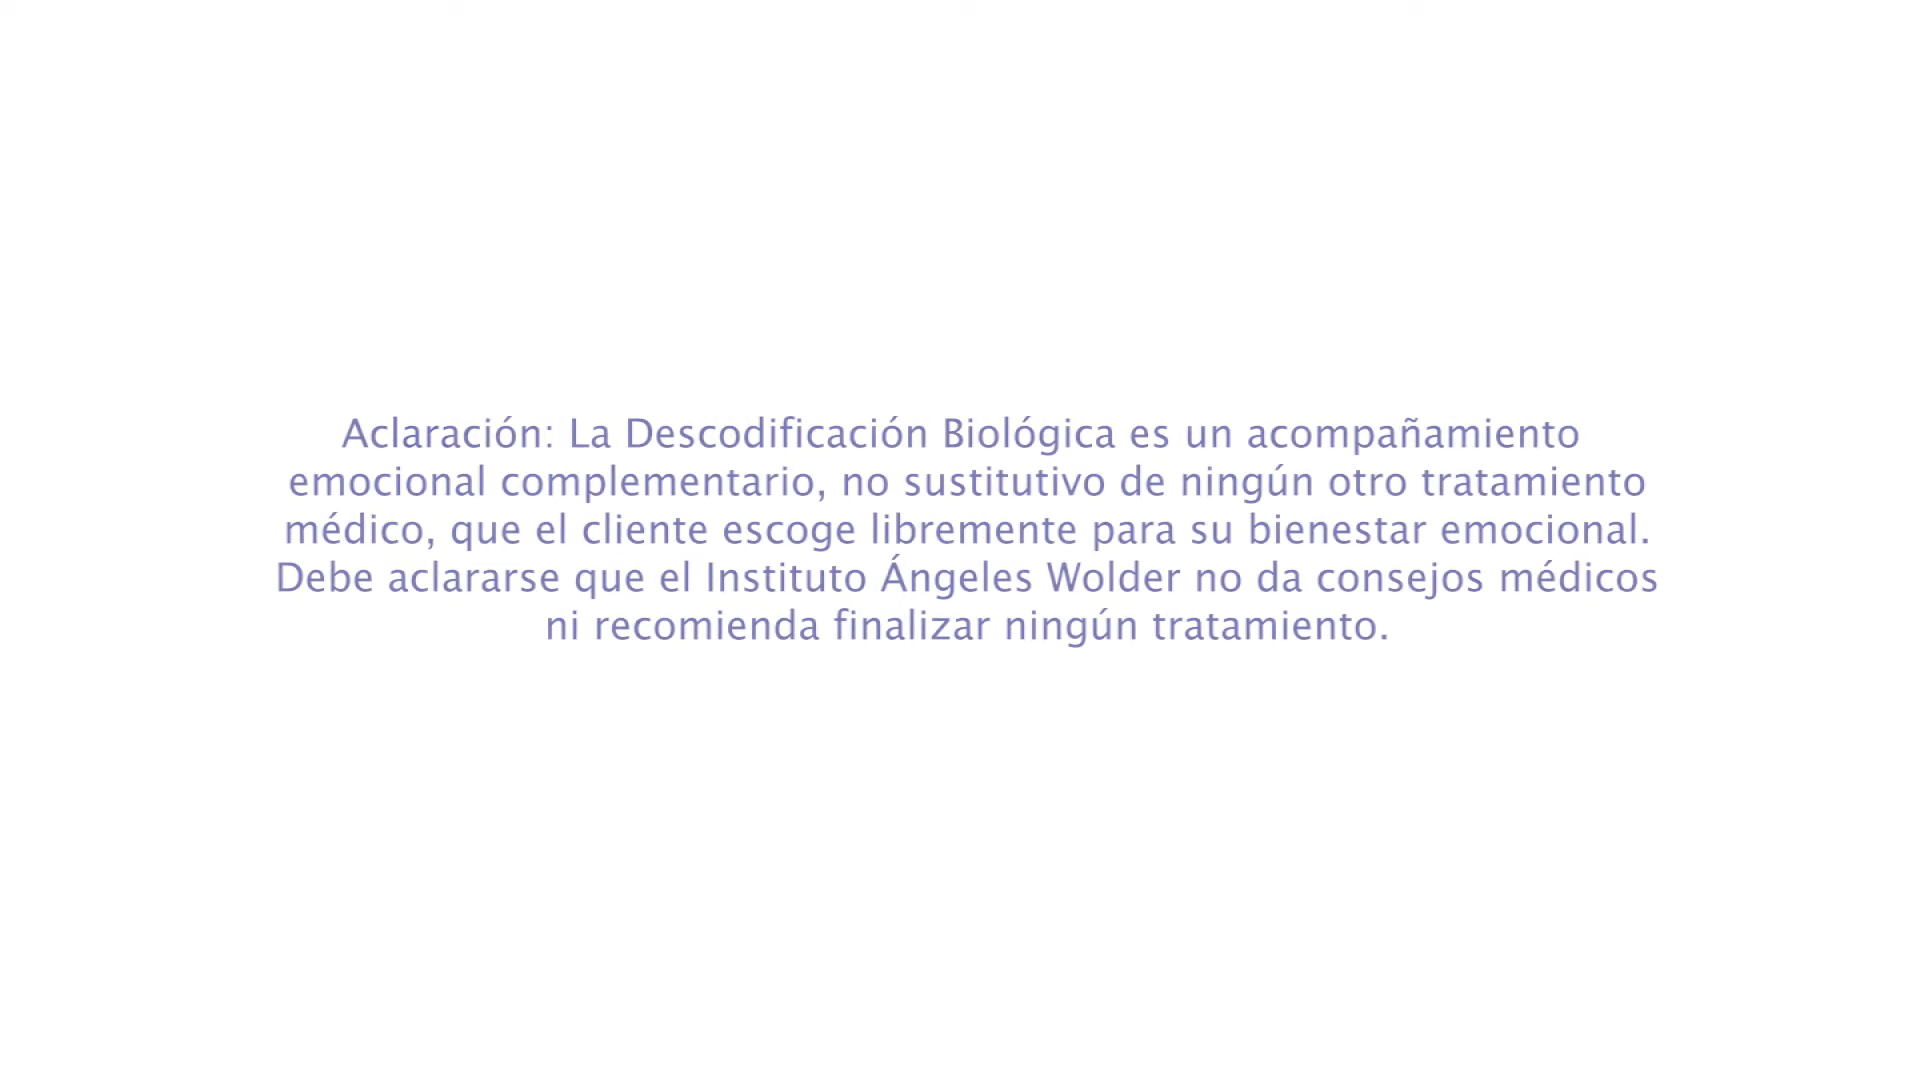 Aclaración: La Descodificación Biológica es un acompañamiento
emocional complementario, no sustitutivo de ningún otro tratamiento
médico, que el cliente escoge libremente para su bienestar emocional.
Debe aclararse que el Instituto Ángeles Wolder no da consejos médicos
ni recomienda finalizar ningún tratamiento.